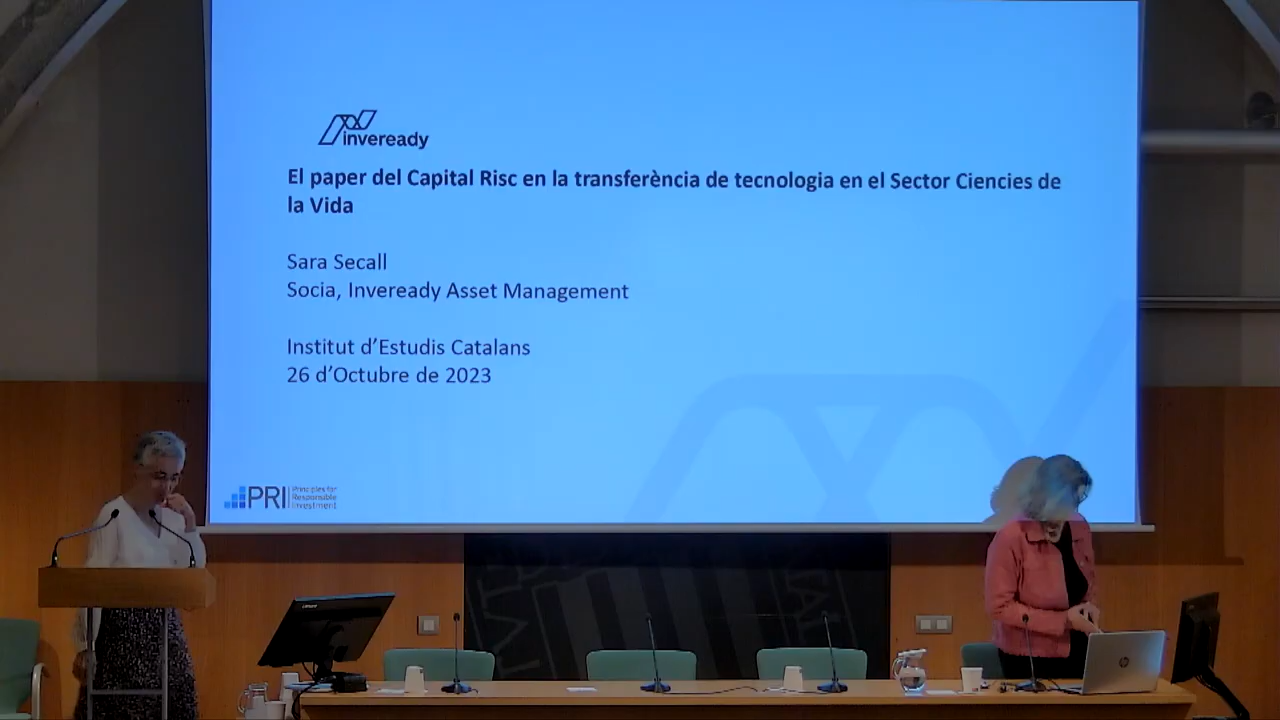 inveready
El paper del Capital Risc en la transferència de tecnologia en el Sector Ciencies de
la Vida
Sara Secall
Socia, Inveready Asset Management
Institut d'Estudis Catalans
26 d'Octubre de 2023
PRI Principles for
Responsible
Investment
hp